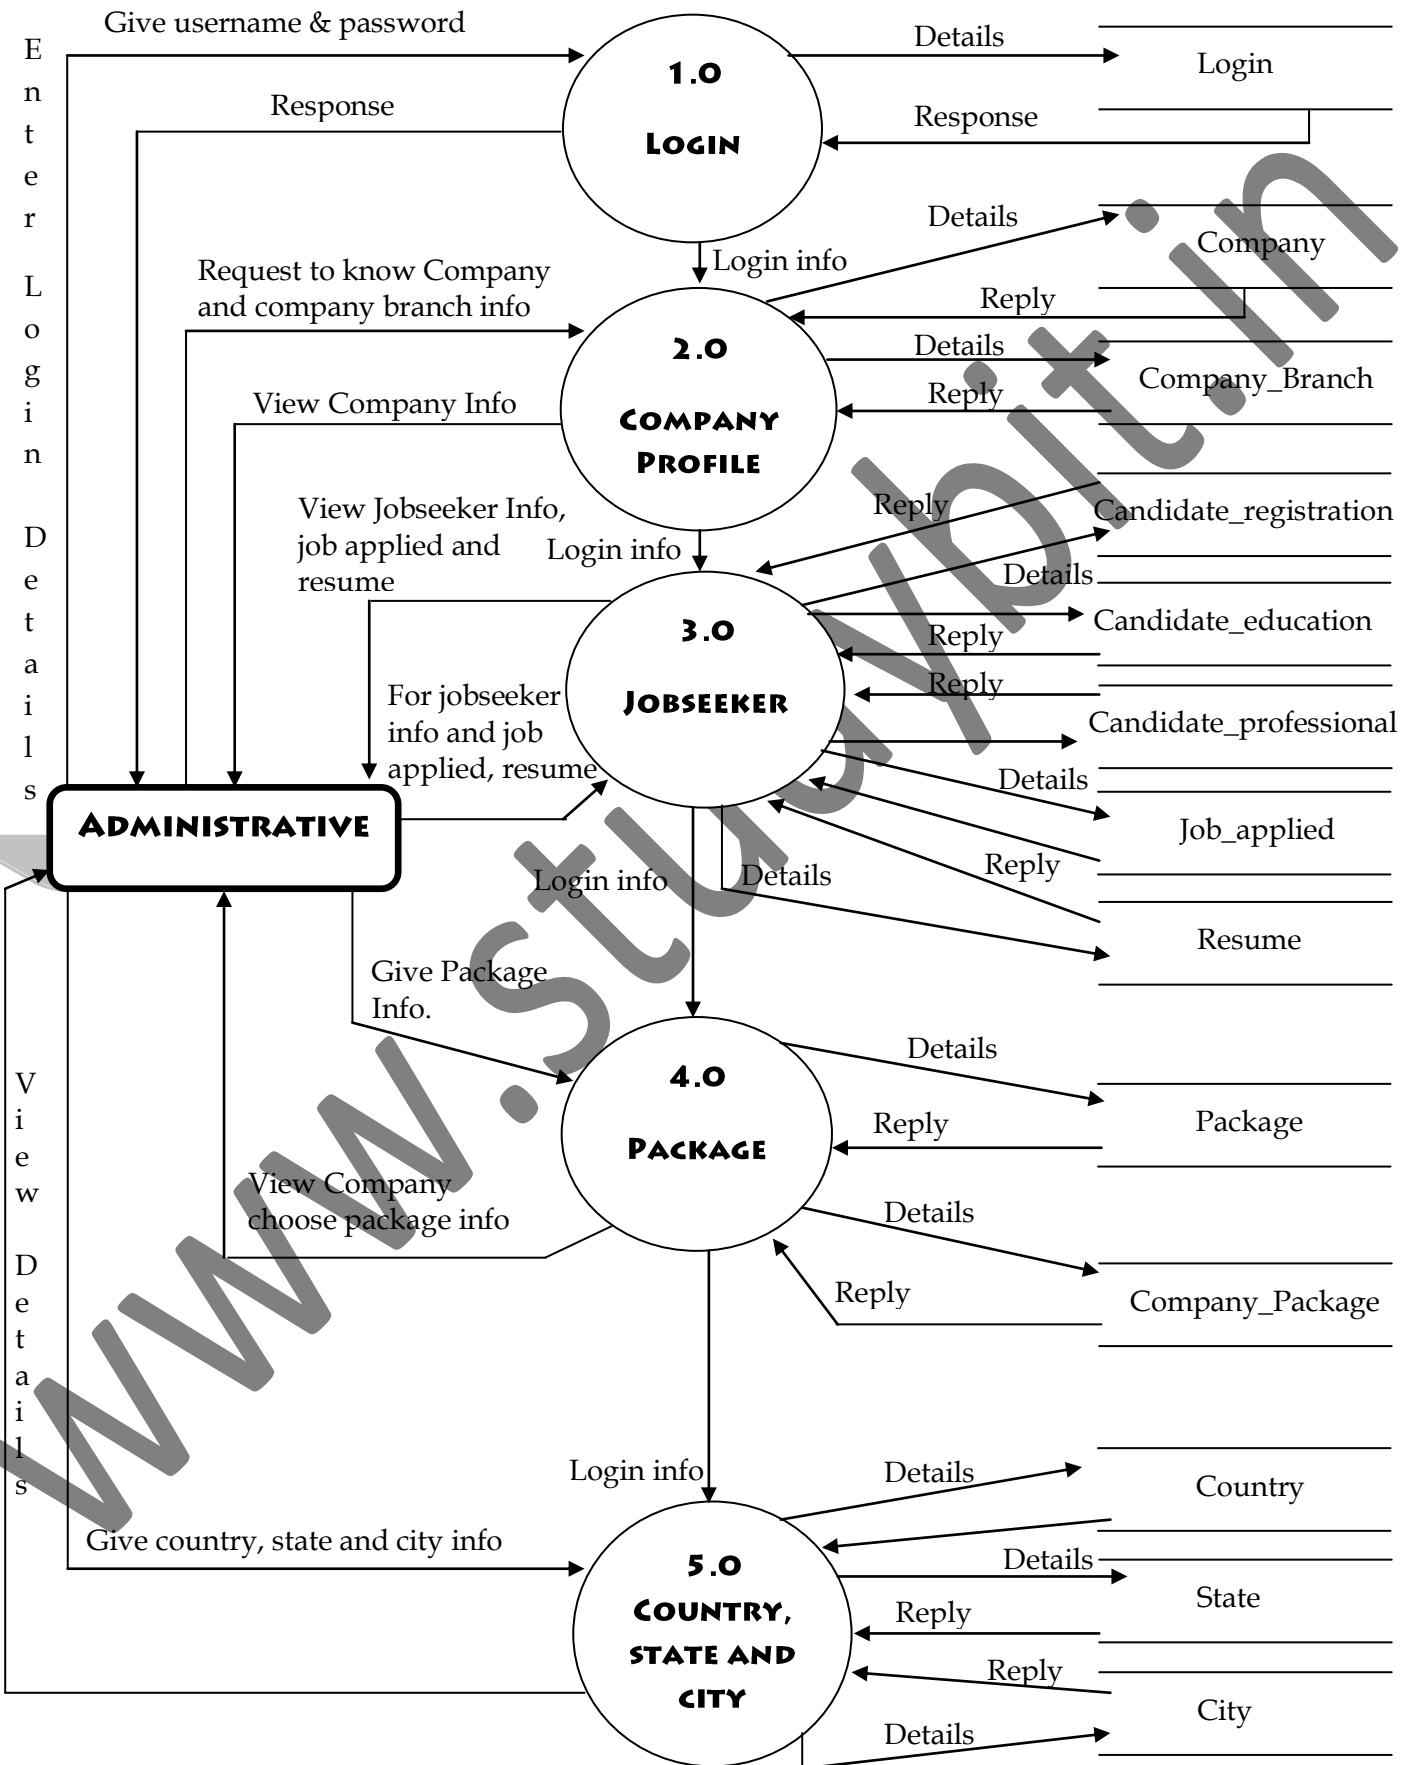 Give username & password
Details
Enter Login Details
1.0
LOGIN
Login
Response
Response
Details
Company
Login info
Request to know Company
and company branch info
Reply
2.0
COMPANY
PROFILE
Details
Company_Branch
Reply
View Company Info
View Jobseeker Info,
job applied and
resume
Login info
Reply
Candidate_registration
Details
3.0
JOBSEEKER
Candidate_education
Reply
Reply
For jobseeker
info and job
applied, resume
Candidate_professional
Details
ADMINISTRATIVE
Job_applied
Reply
Login info
Details
Resume
Give Package
Info.
4.0
PACKAGE
Details
Package
Reply
View Company
choose package info
Details
Reply
Company_Package
View Details
Login info
Details
Country
Give country, state and city info
5.0
COUNTRY,
STATE AND
CITY
Details
State
Reply
Reply
City
Details
www.studybit.in